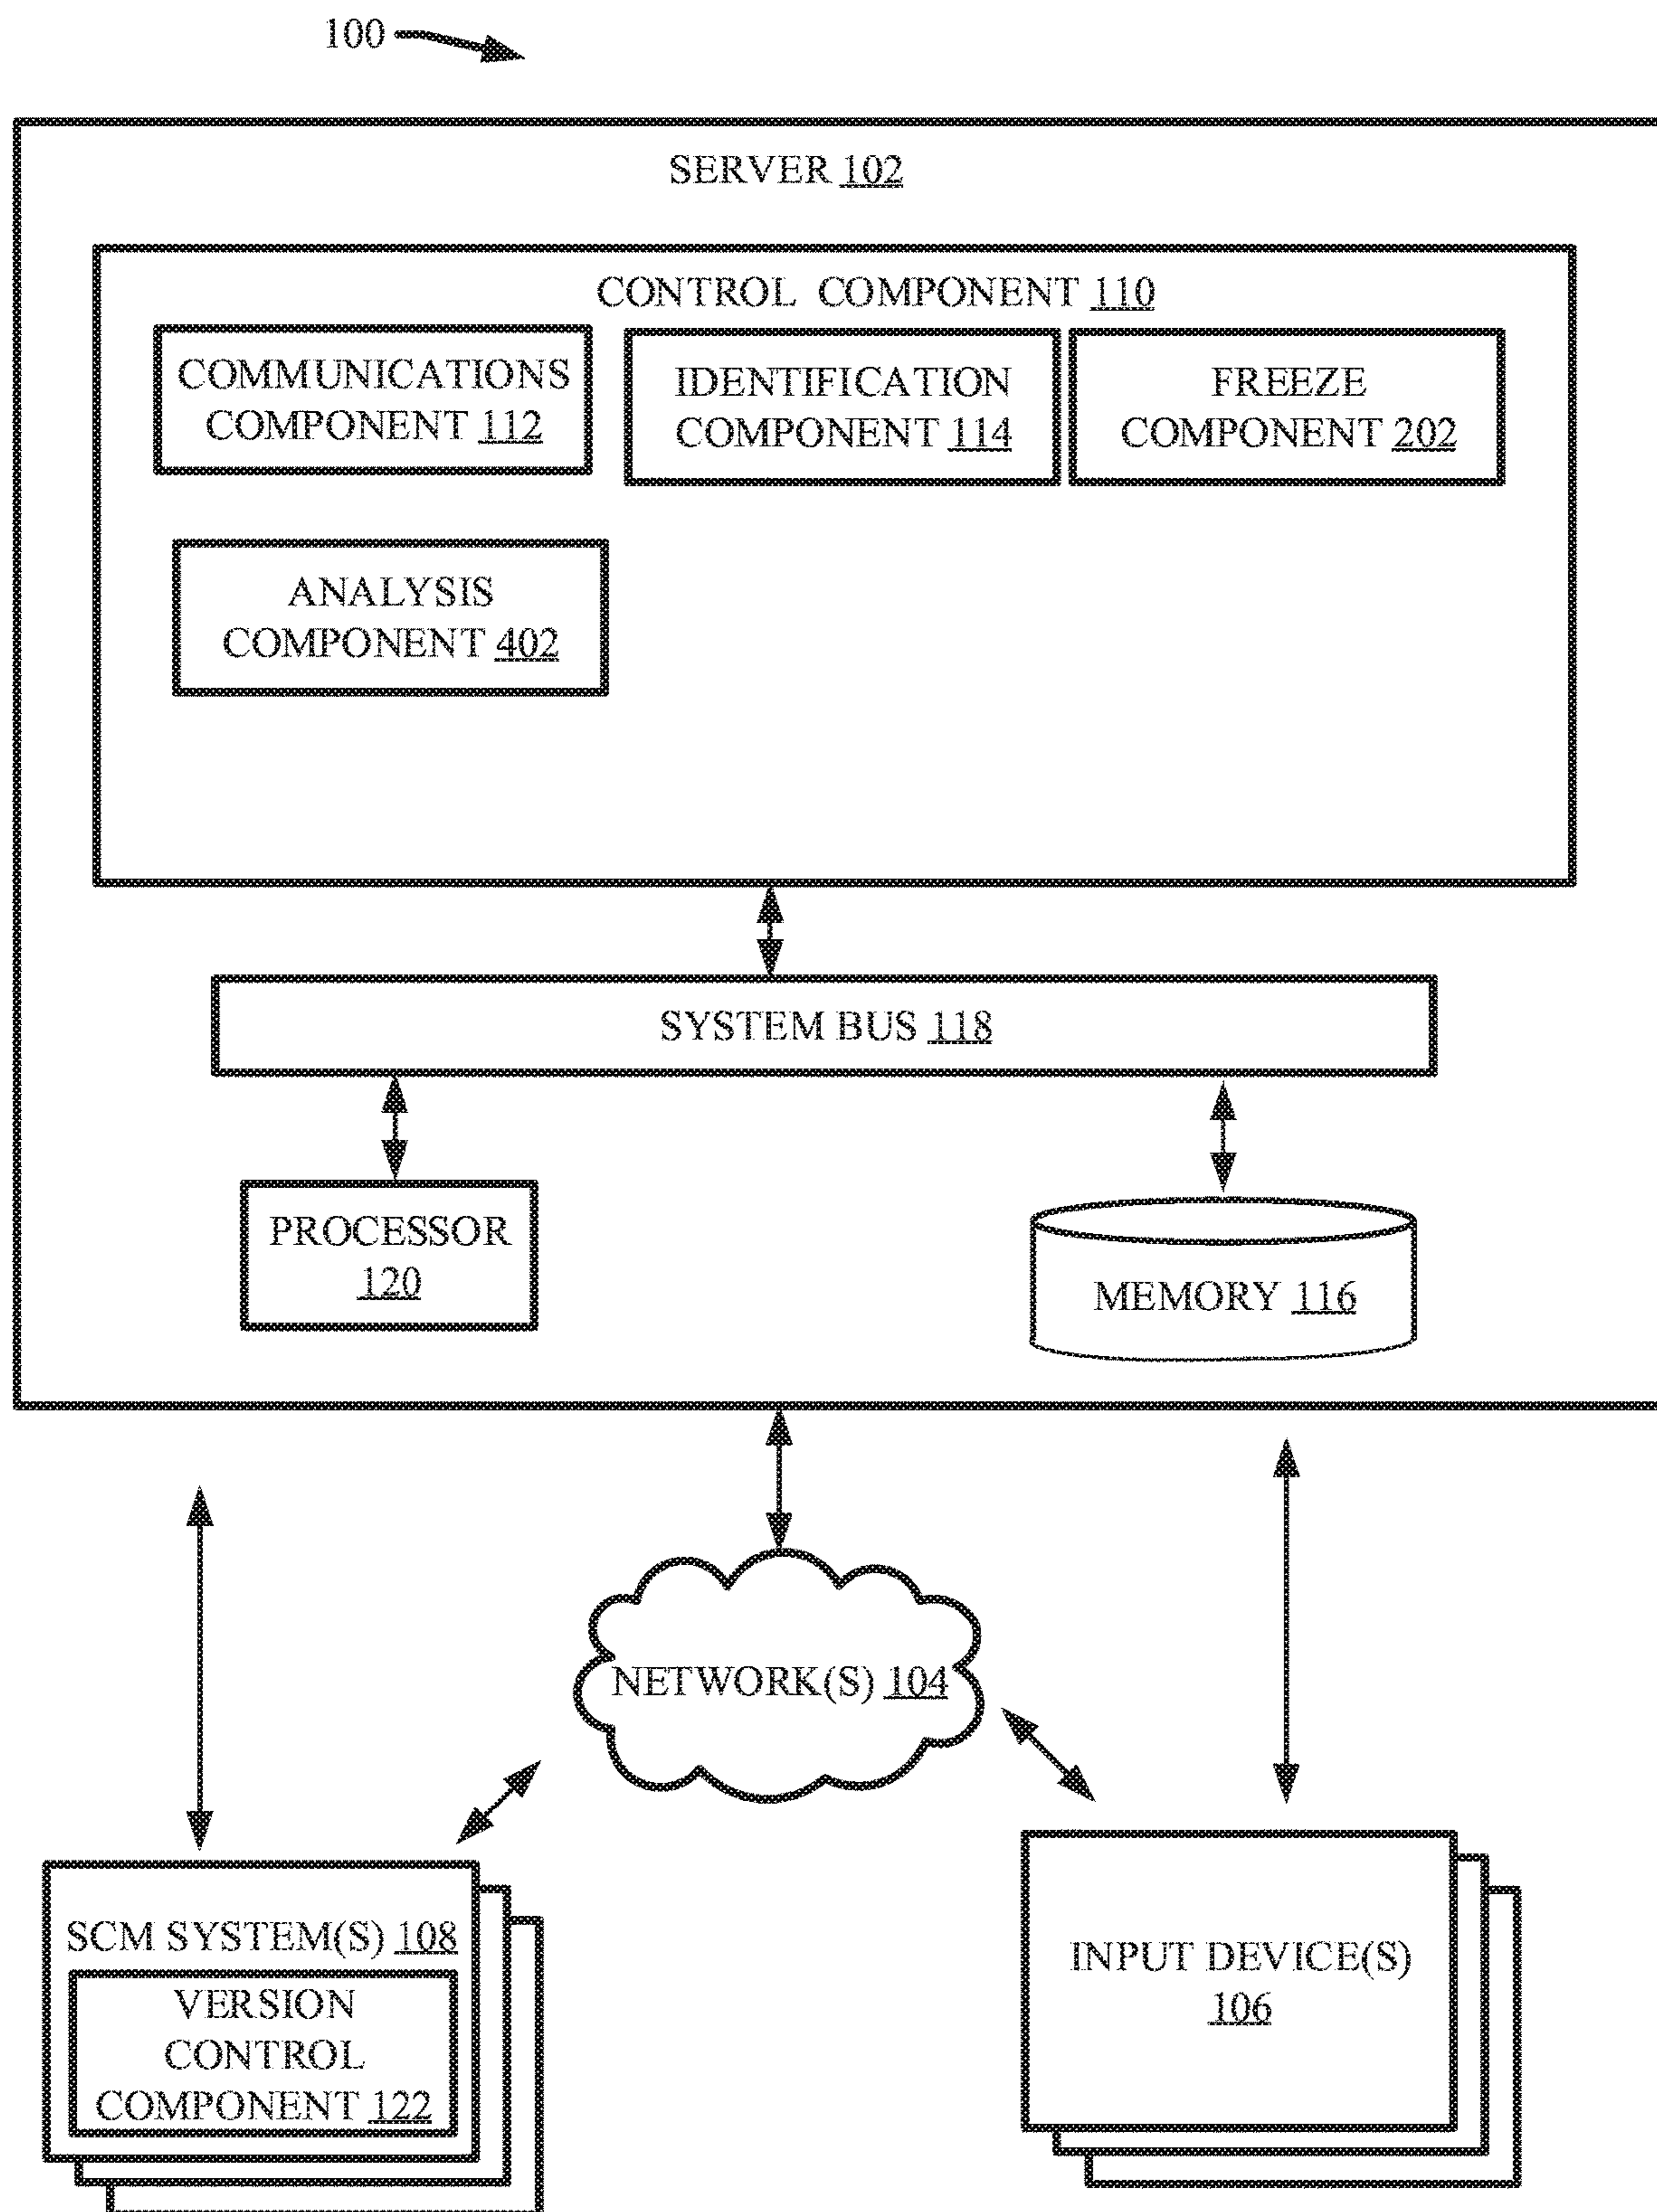 100
SERVER 102
CONTROL COMPONENT 110
COMMUNICATIONS
COMPONENT 112
IDENTIFICATION
COMPONENT 114
FREEZE
COMPONENT 202
ANALYSIS
COMPONENT 402
SYSTEM BUS 118
PROCESSOR
120
MEMORY 116
NETWORK(S) 104
SCM SYSTEM(S) 108
VERSION
CONTROL
COMPONENT 122
INPUT DEVICE(S)
106